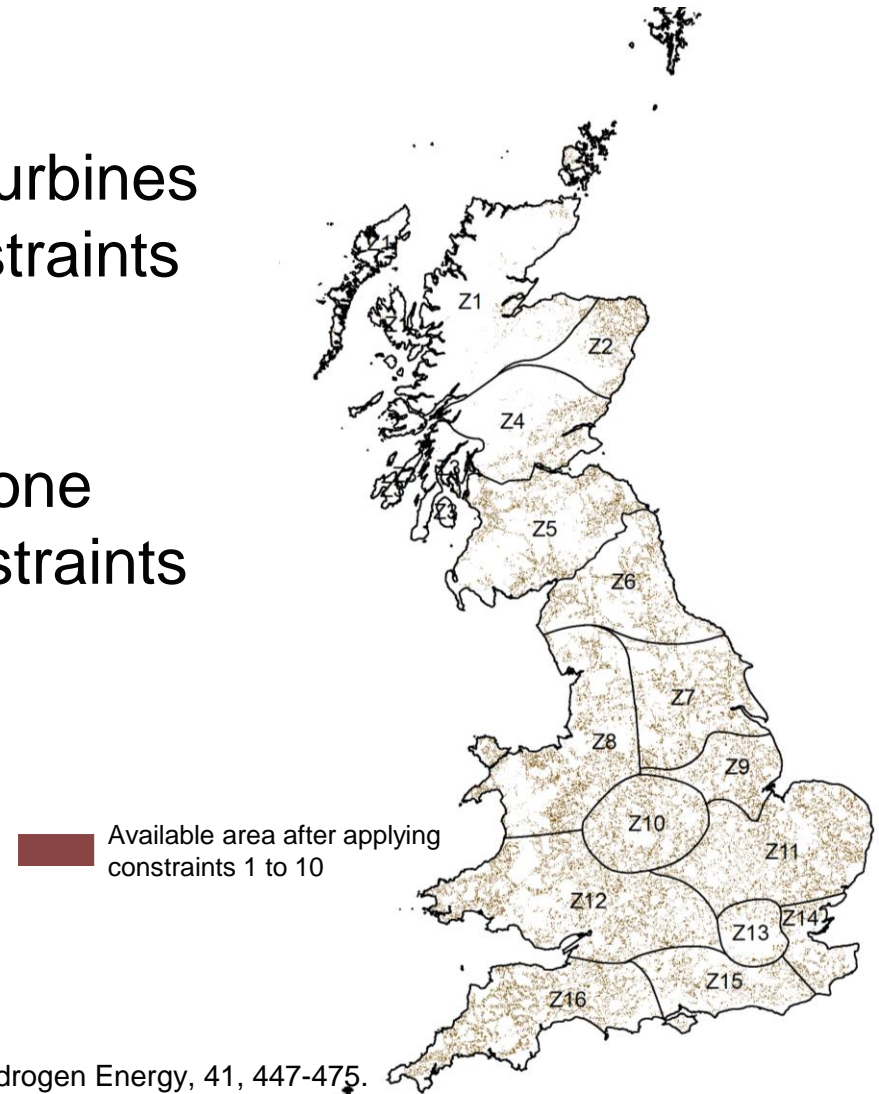 urbines
straints
one
straints
Available area after applying
constraints 1 to 10
drogen Energy, 41, 447-475.
Z1
Z2
Z4
Z3
Z5
Z6
Z7
Z8
Z9
Z10
Z11
Z12
Z14
Z13
Z15
Z16